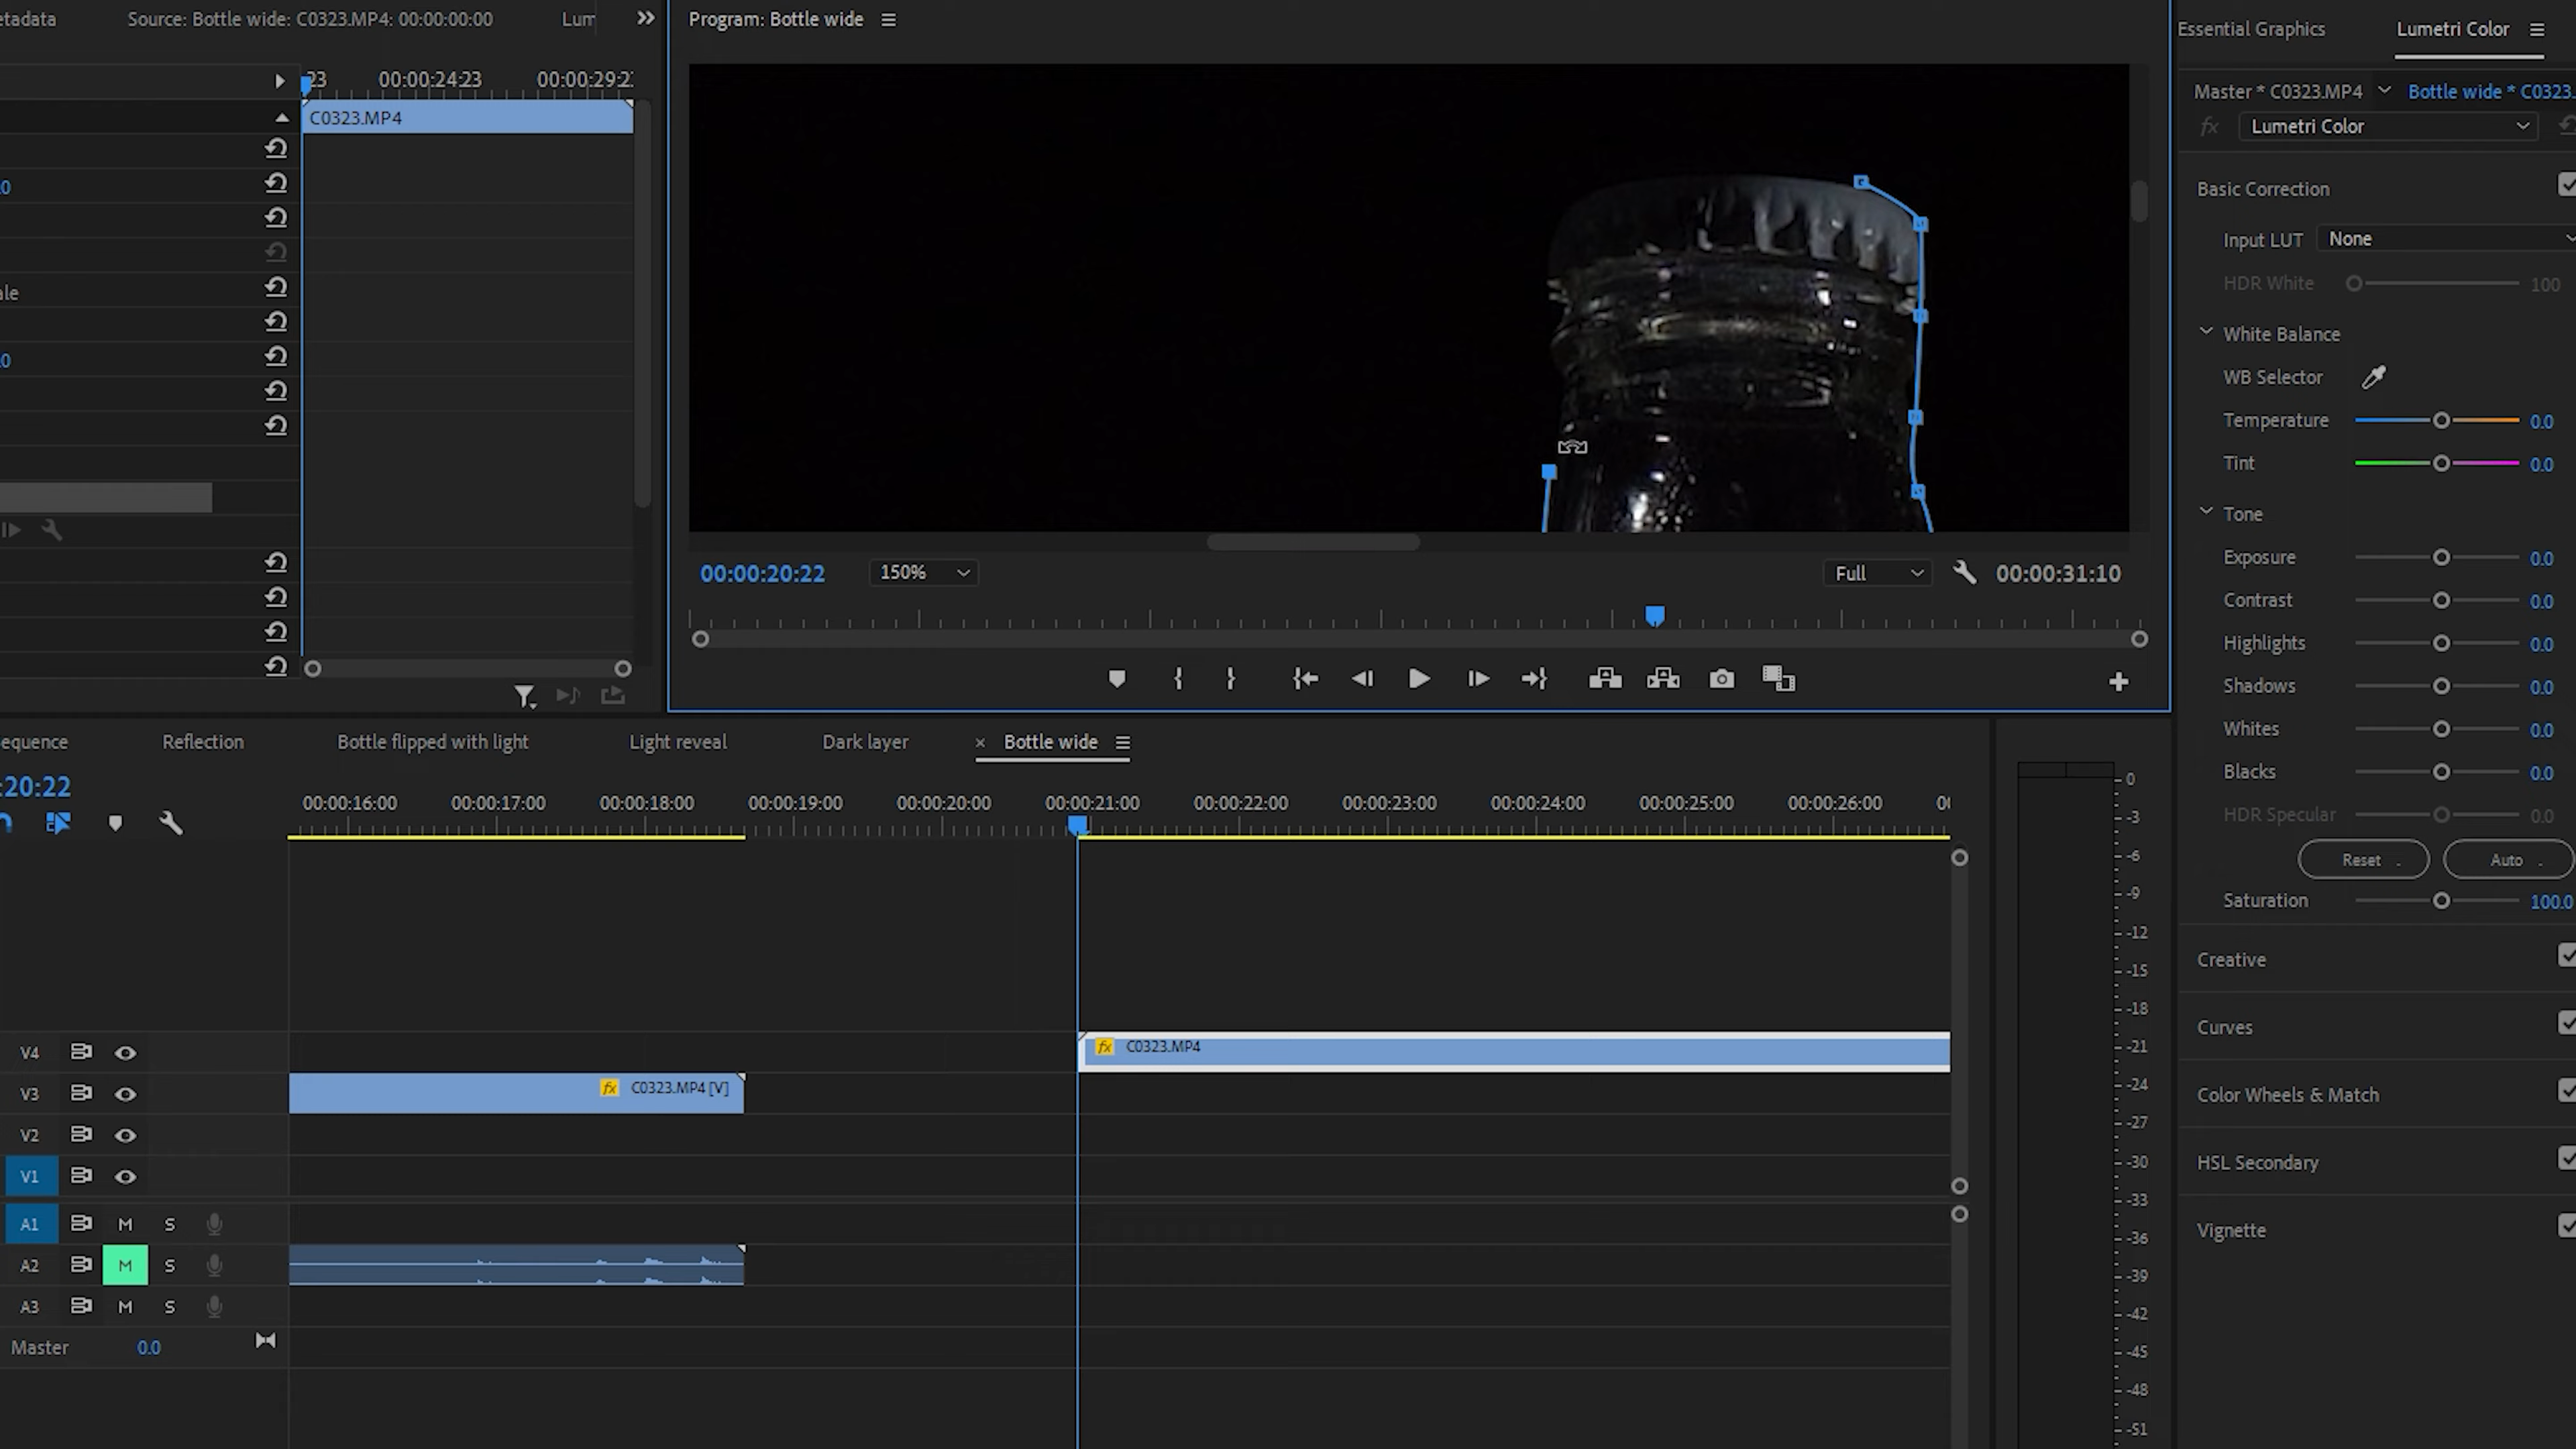 etadata
Source: Bottle wide: C0323.MP4: 00:00:00:00
Lum
Program: Bottle wide
Essential Graphics
Lumetri Color
23
00:00:24:23
00:00:29:2
C0323.MP4
0
ale
0
Master * C0323.MP4
Bottle wide * C0323.
fx
Lumetri Color
Basic Correction
Input LUT
None
HDR White
100
White Balance
WB Selector
Temperature
0.0
Tint
0.0
Tone
Exposure
0.0
Contrast
0.0
Highlights
0.0
Shadows
0.0
Whites
0.0
Blacks
0.0
HDR Specular
0.0
Reset
Auto
Saturation
100.0
Creative
Curves
Color Wheels & Match
HSL Secondary
Vignette
00:00:20:22
150%
Full
00:00:31:10
equence
Reflection
Bottle flipped with light
Light reveal
Dark layer
× Bottle wide
:20:22
00:00:16:00
00:00:17:00
00:00:18:00
00:00:19:00
00:00:20:00
00:00:21:00
00:00:22:00
00:00:23:00
00:00:24:00
00:00:25:00
00:00:26:00
00
V4
fx C0323.MP4
V3
fx C0323.MP4 [V]
V2
V1
A1 M S
A2 M S
A3 M S
Master 0.0
0
-3
-6
-9
-12
-15
-18
-21
-24
-27
-30
-33
-36
-39
-42
-45
-48
-51